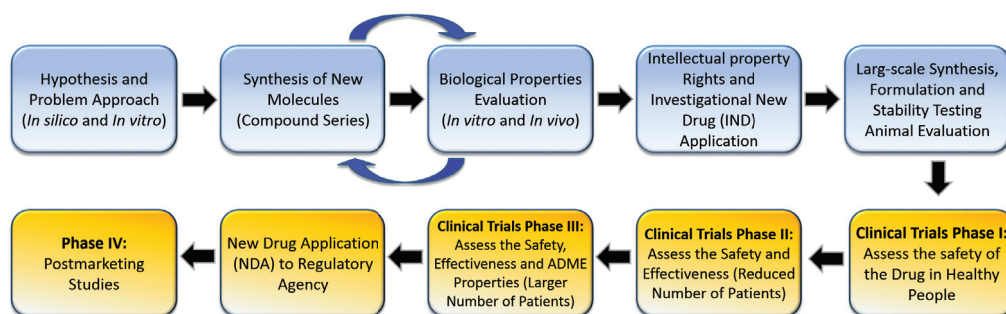 Hypothesis and
Problem Approach
(In silico and In vitro)
Synthesis of New
Molecules
(Compound Series)
Biological Properties
Evaluation
(In vitro and In vivo)
Intellectual property
Rights and
Investigational New
Drug (IND)
Application
Larg-scale Synthesis,
Formulation and
Stability Testing
Animal Evaluation
Clinical Trials Phase I:
Assess the safety of
the Drug in Healthy
People
Clinical Trials Phase II:
Assess the Safety and
Effectiveness (Reduced
Number of Patients)
Clinical Trials Phase III:
Assess the Safety,
Effectiveness and ADME
Properties (Larger
Number of Patients)
New Drug Application
(NDA) to Regulatory
Agency
Phase IV:
Postmarketing
Studies